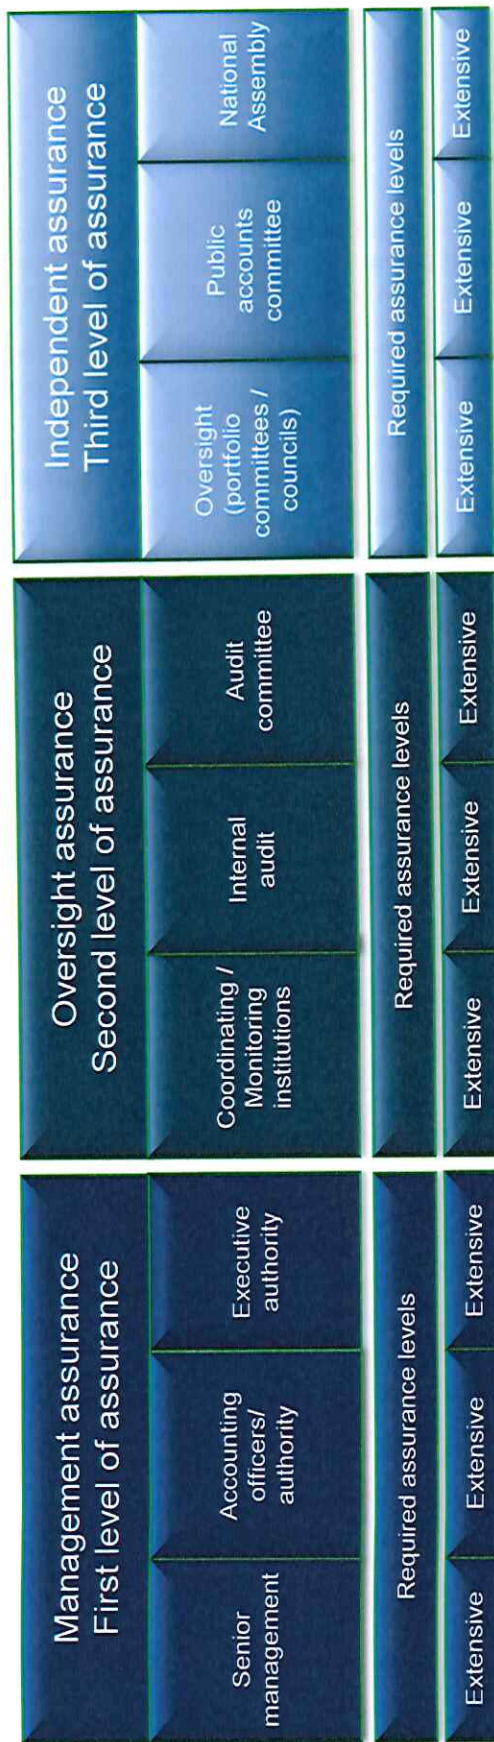 Management assurance
First level of assurance
Senior
management
Accounting
officers/
authority
Executive
authority
Required assurance levels
Extensive
Extensive
Extensive
Oversight assurance
Second level of assurance
Coordinating /
Monitoring
institutions
Internal
audit
Audit
committee
Required assurance levels
Extensive
Extensive
Extensive
Independent assurance
Third level of assurance
Oversight
(portfolio
committees /
councils)
Public
accounts
committee
National
Assembly
Required assurance levels
Extensive
Extensive
Extensive